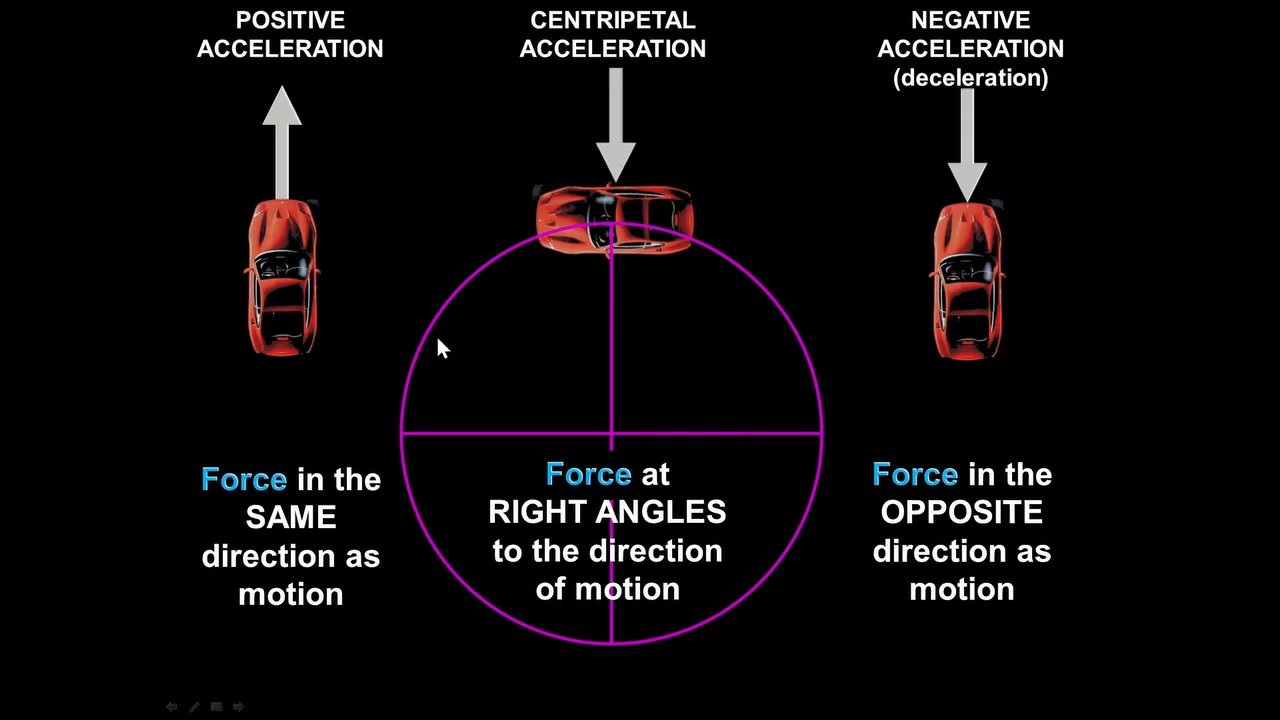 POSITIVE
ACCELERATION
CENTRIPETAL
ACCELERATION
NEGATIVE
ACCELERATION
(deceleration)
Force in the
SAME
direction as
motion
Force at
RIGHT ANGLES
to the direction
of motion
Force in the
OPPOSITE
direction as
motion